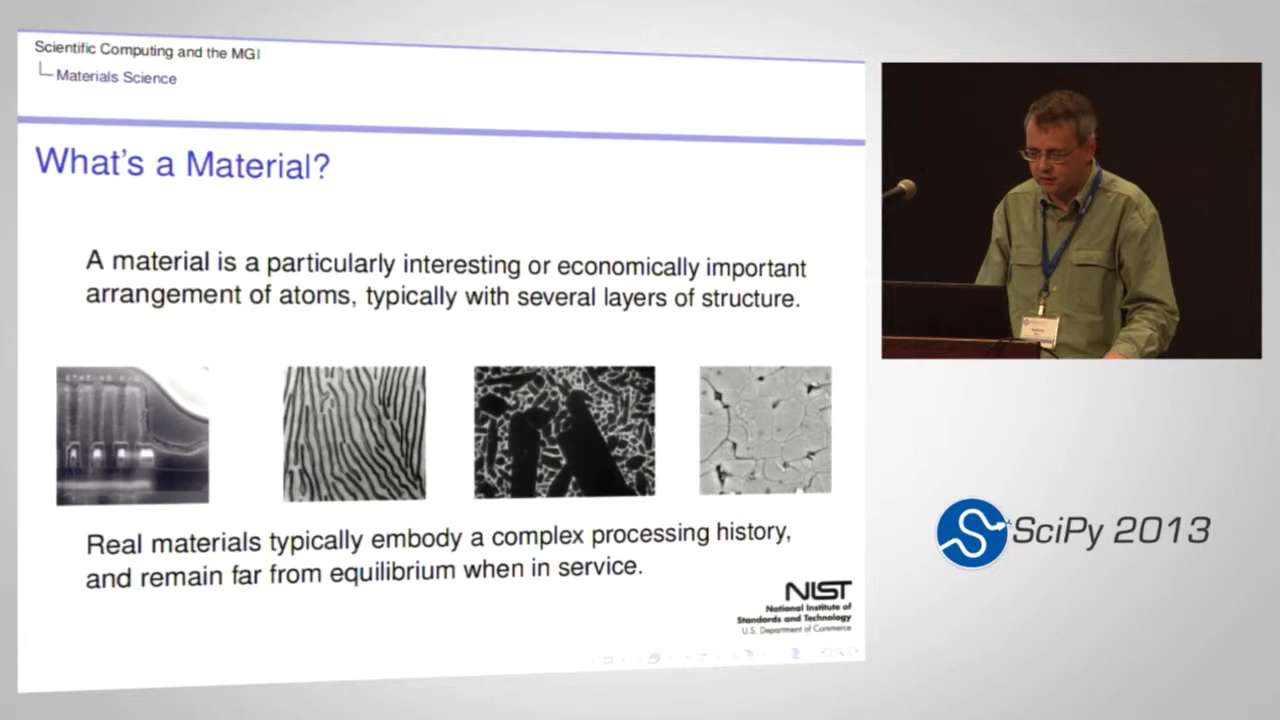 Scientific Computing and the MGI
Materials Science
What's a Material?
A material is a particularly interesting or economically important
arrangement of atoms, typically with several layers of structure.
Real materials typically embody a complex processing history,
and remain far from equilibrium when in service.
NIST
National Institute of
Standards and Technology
U.S. Department of Commerce
SciPy 2013